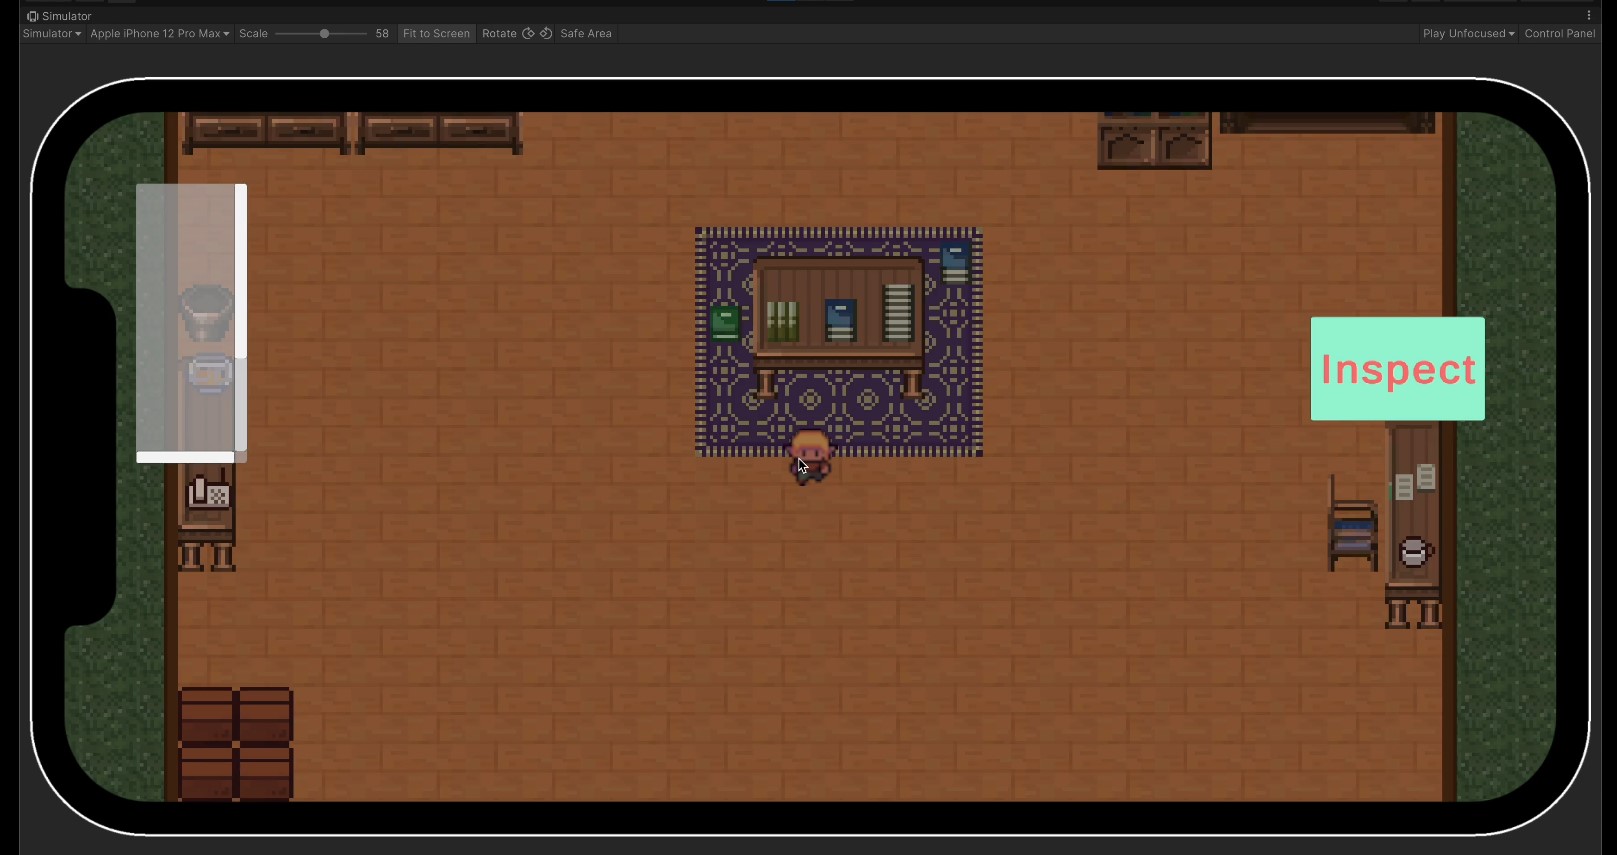 Simulator
Simulator Apple iPhone 12 Pro Max Scale 58 Fit to Screen Rotate Safe Area Play Unfocused Control Panel
Inspect